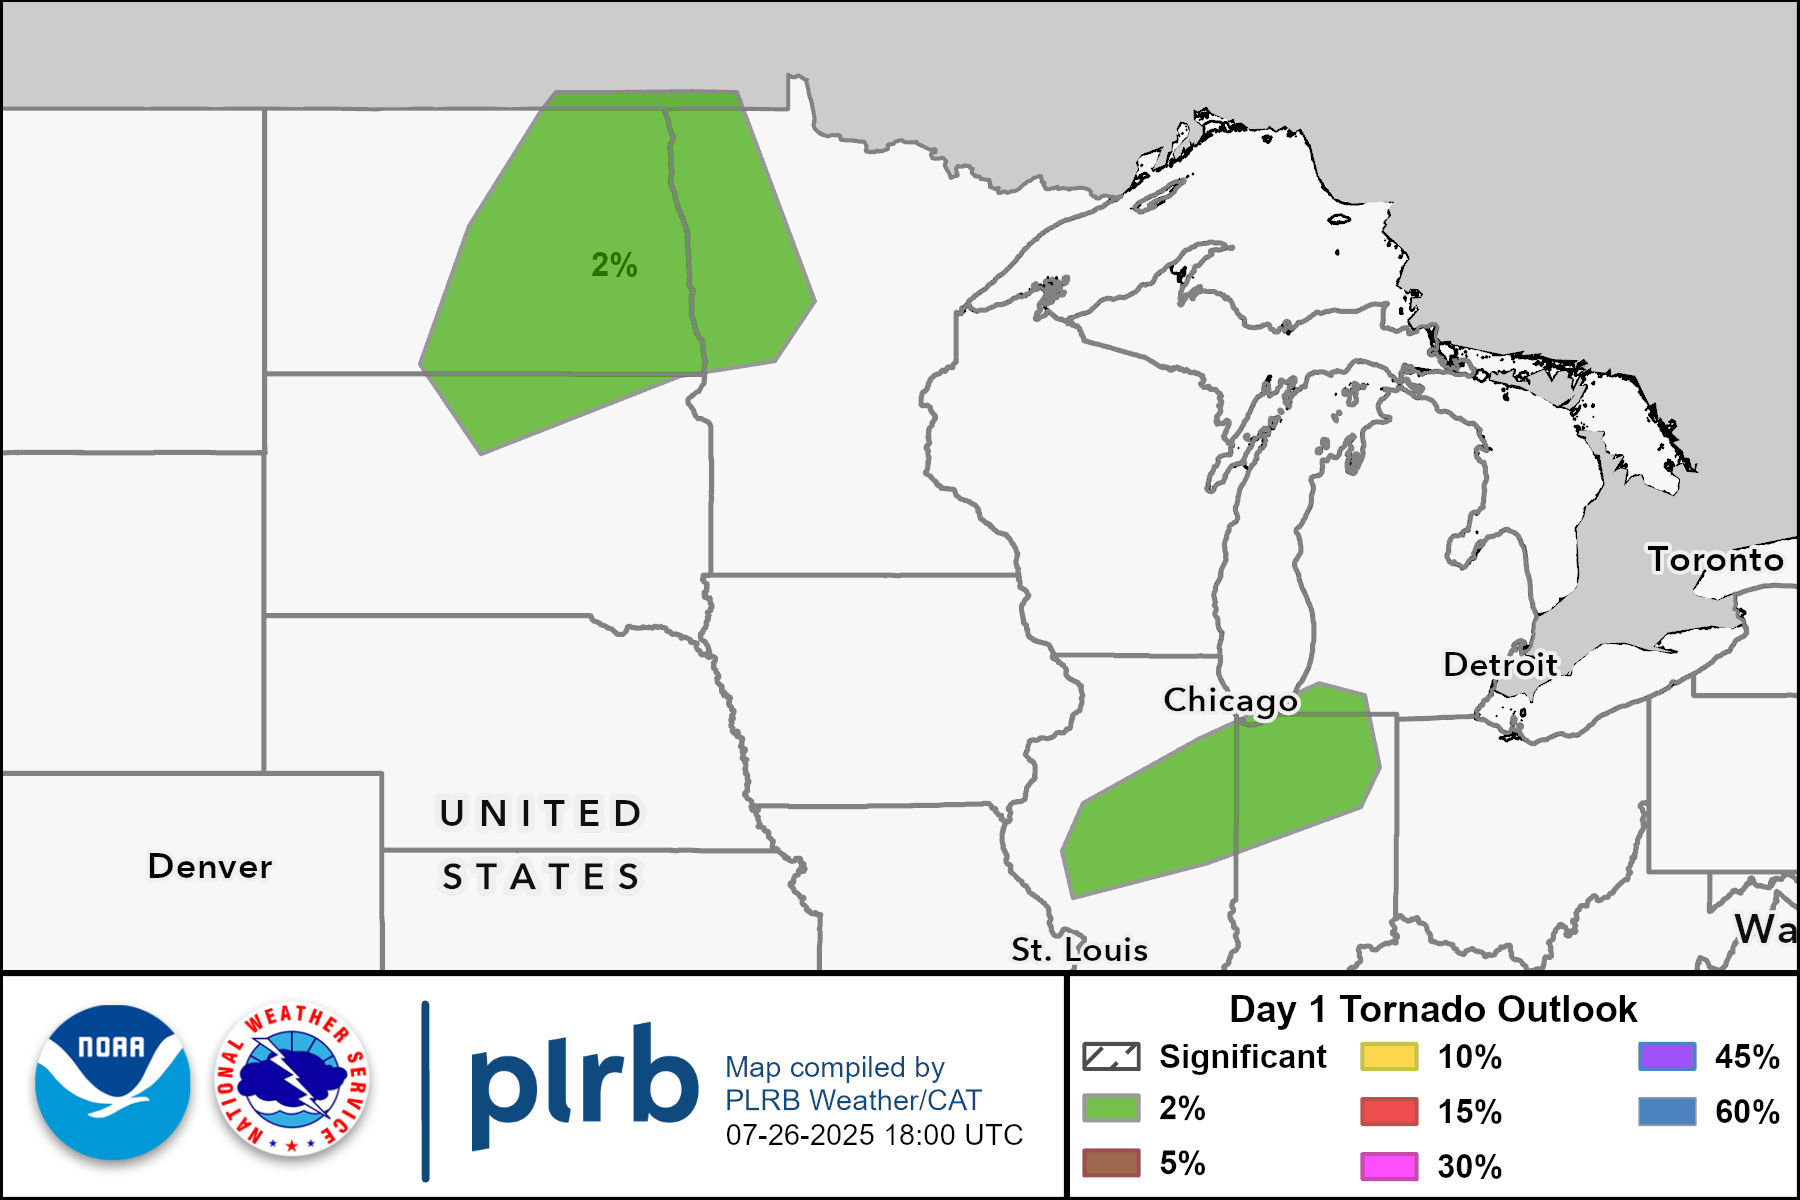 2%
Toronto
Detroit
Chicago
UNITED
STATES
Denver
St. Louis
Wa
NOAA
NATIONAL WEATHER SERVICE
plrb
Map compiled by
PLRB Weather/CAT
07-26-2025 18:00 UTC
Day 1 Tornado Outlook
Significant
2%
5%
10%
15%
30%
45%
60%